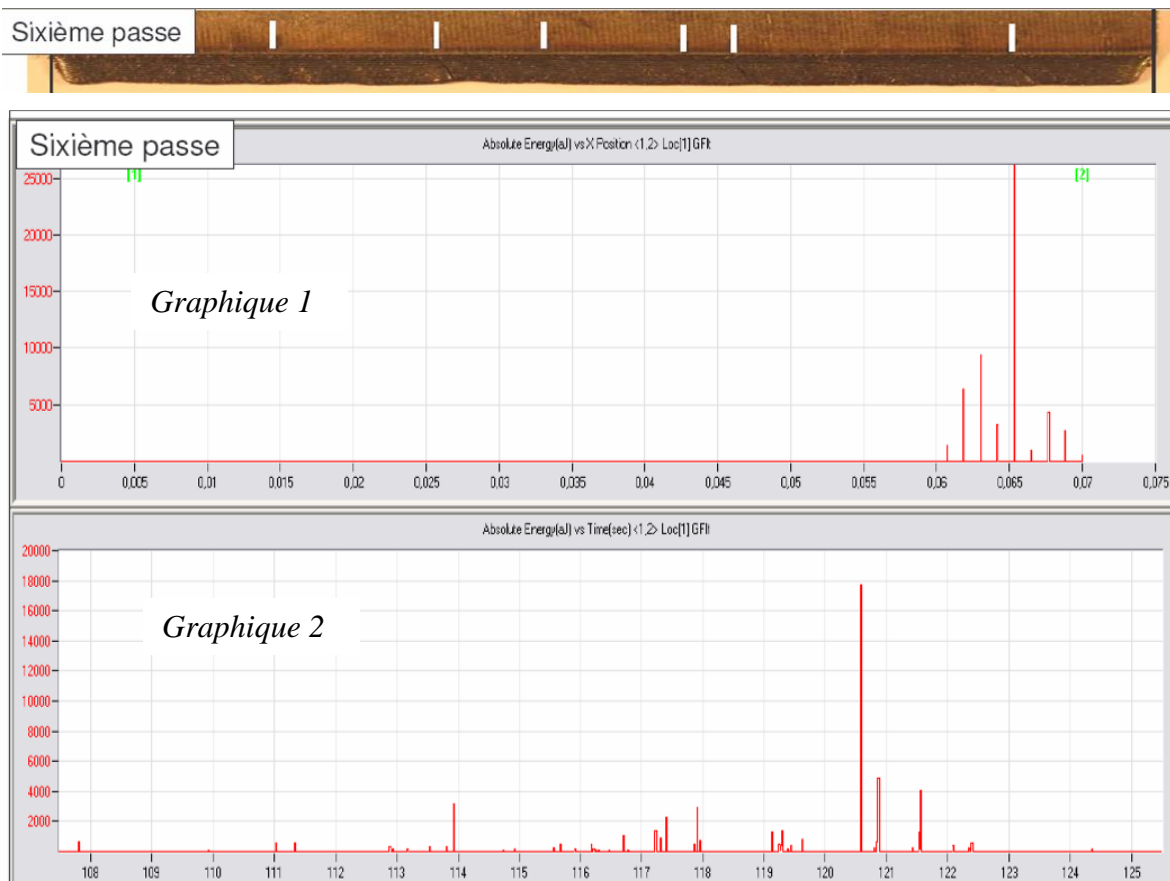 Sixième passe
Sixième passe
Absolute Energy(aJ) vs X Position <1,2> Loc[1] GFlt
[1] [2]
25000
20000
15000
10000
5000
Graphique 1
0 0,005 0,01 0,015 0,02 0,025 0,03 0,035 0,04 0,045 0,05 0,055 0,06 0,065 0,07 0,075
Absolute Energy(aJ) vs Time(sec) <1,2> Loc[1] GFlt
20000
18000
16000
14000
12000
10000
8000
6000
4000
2000
Graphique 2
108 109 110 111 112 113 114 115 116 117 118 119 120 121 122 123 124 125